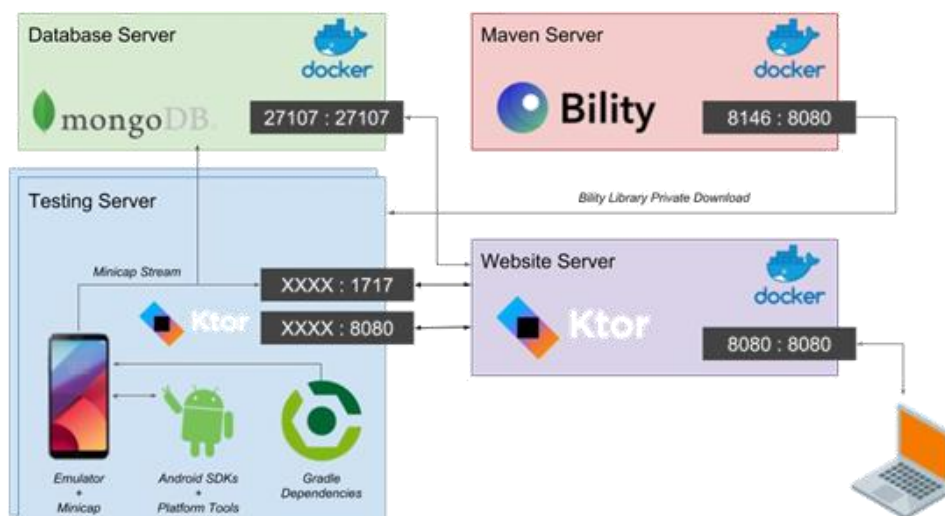 Database Server
docker
mongoDB.
27107 : 27107
Maven Server
docker
Bility
8146 : 8080
Testing Server
Bility Library Private Download
Minicap Stream
XXXX : 1717
Ktor
XXXX : 8080
Website Server
docker
Ktor
8080 : 8080
Emulator
+
Minicap
Android SDKs
+
Platform Tools
Gradle
Dependencies